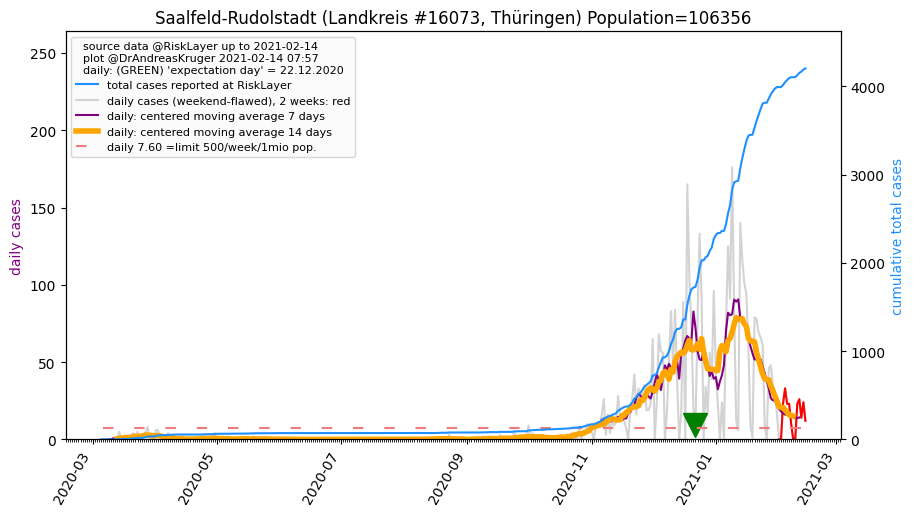 Saalfeld-Rudolstadt (Landkreis #16073, Thüringen) Population=106356
source data @RiskLayer up to 2021-02-14
plot @DrAndreasKruger 2021-02-14 07:57
daily: (GREEN) 'expectation day' = 22.12.2020
total cases reported at RiskLayer
daily cases (weekend-flawed), 2 weeks: red
daily: centered moving average 7 days
daily: centered moving average 14 days
daily 7.60 =limit 500/week/1mio pop.
daily cases
250
200
150
100
50
0
cumulative total cases
4000
3000
2000
1000
0
2020-03
2020-05
2020-07
2020-09
2020-11
2021-01
2021-03